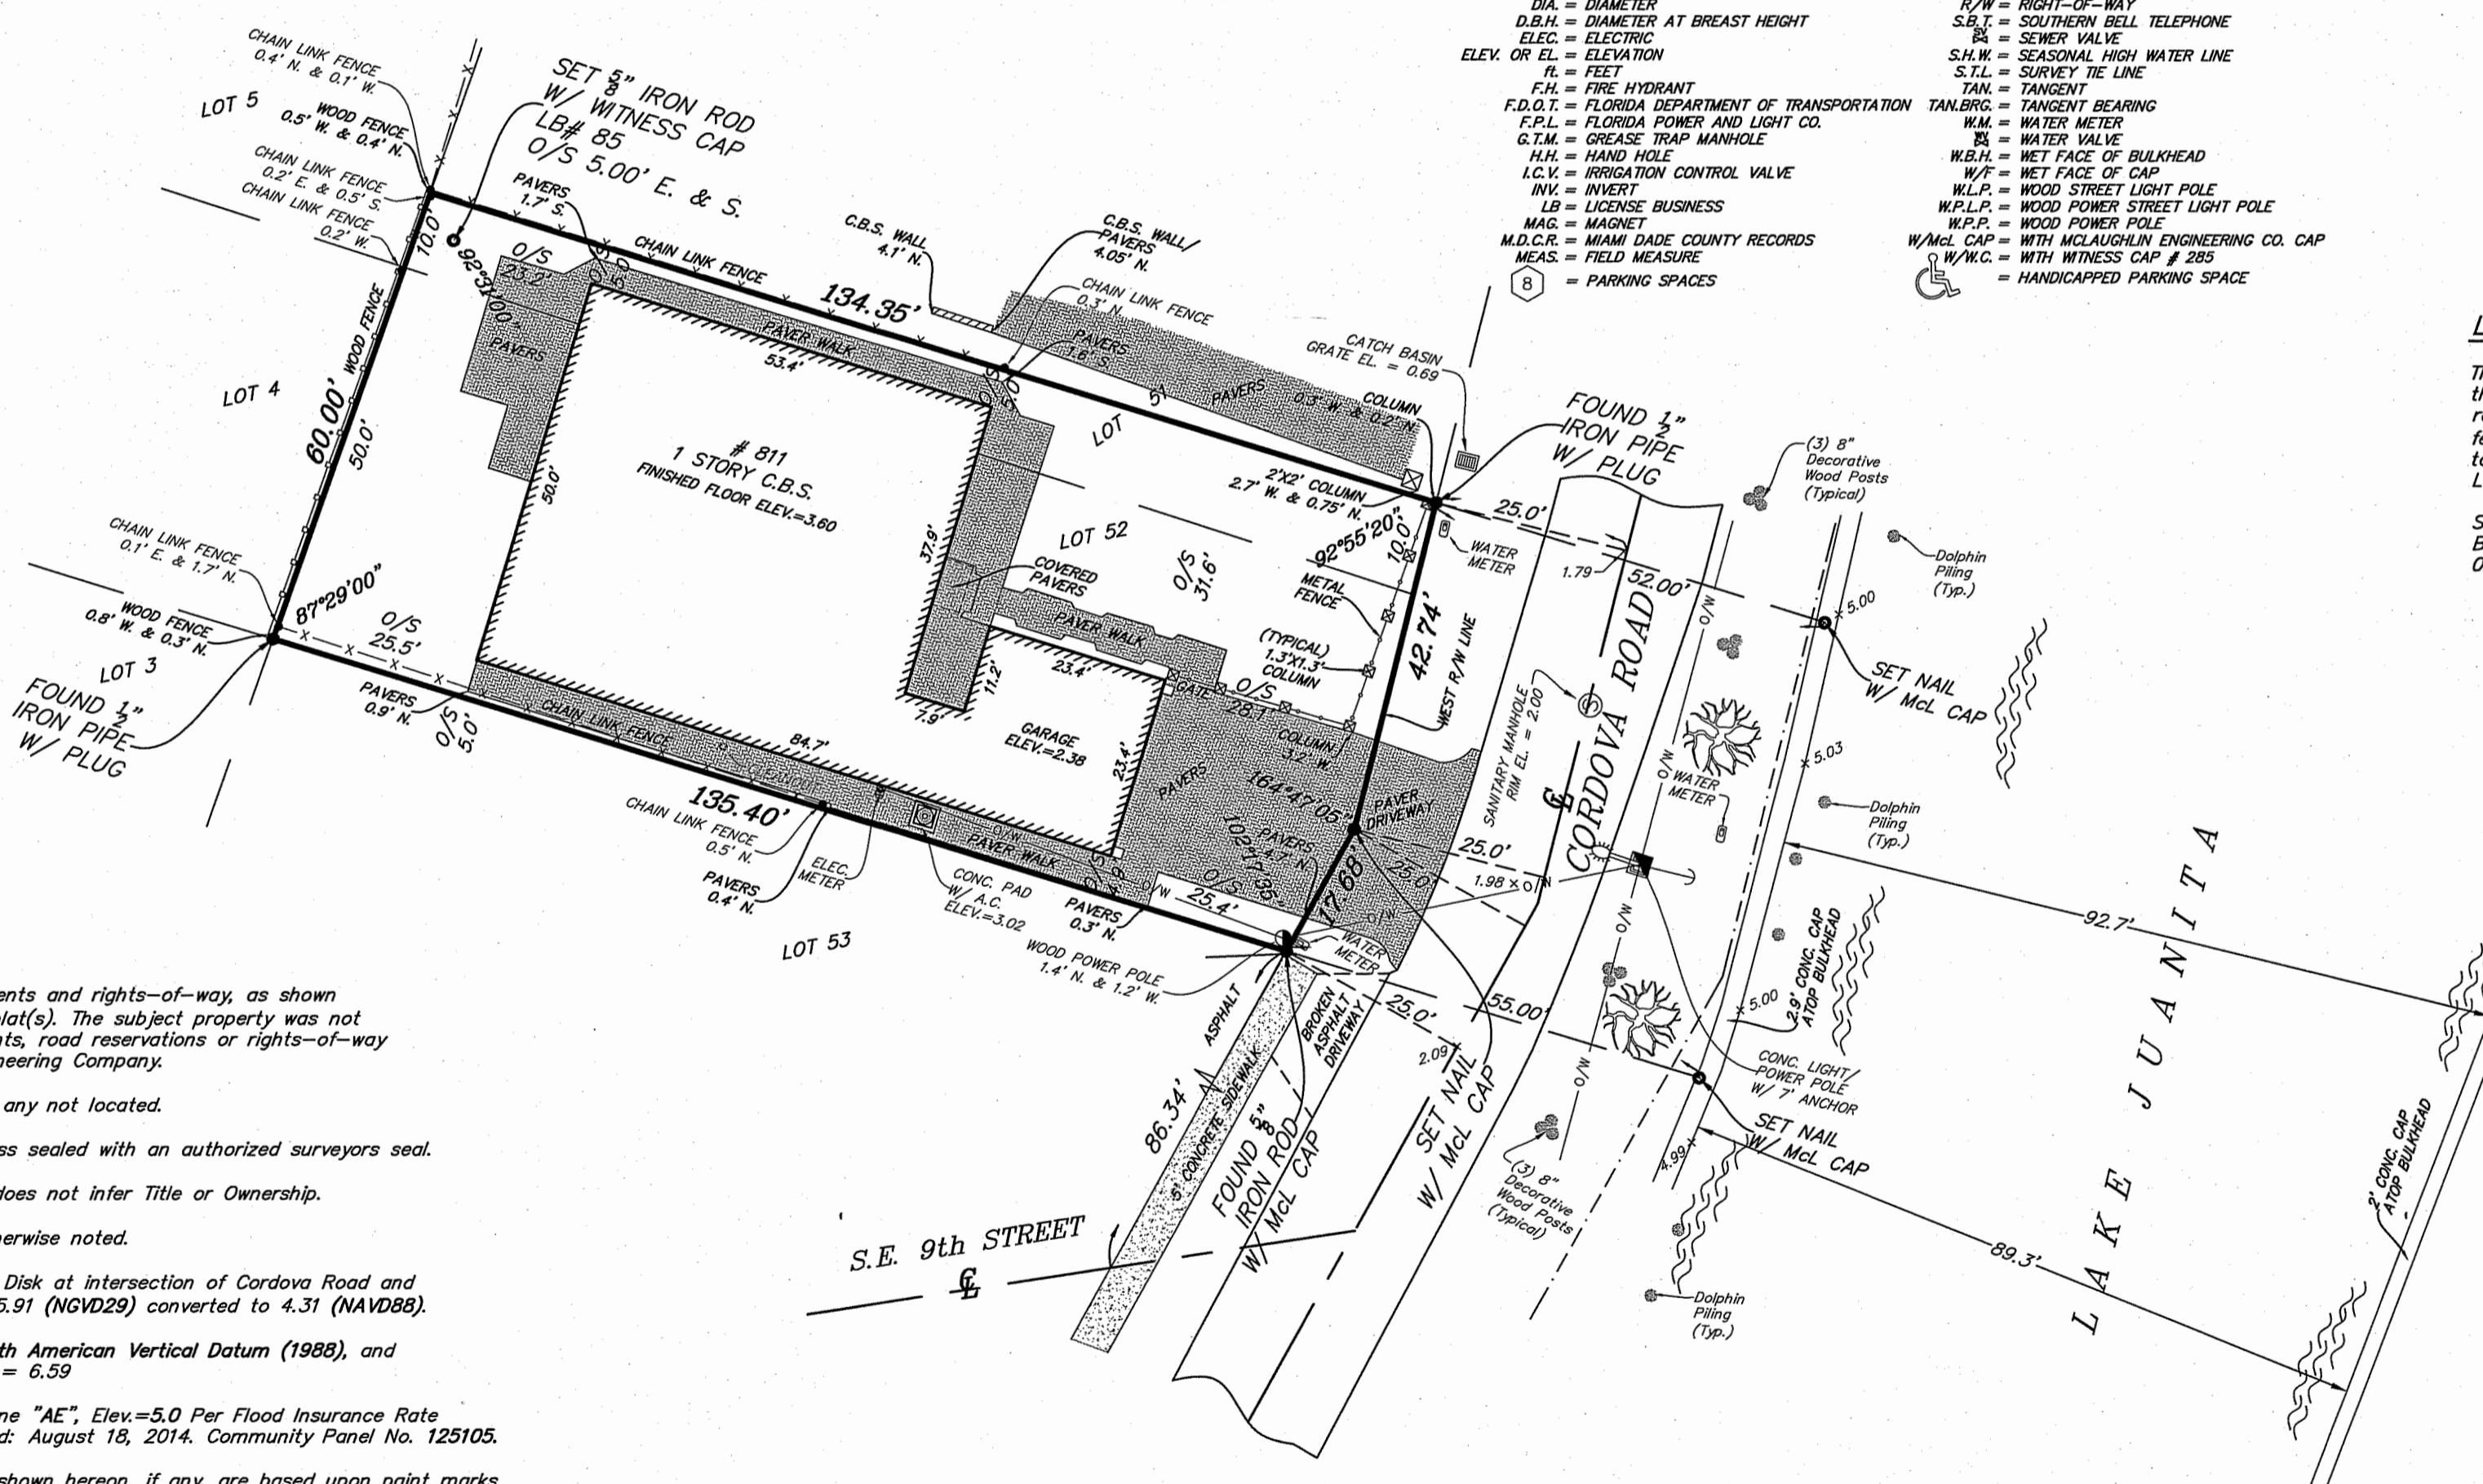 DIA. = DIAMETER
D.B.H. = DIAMETER AT BREAST HEIGHT
ELEC. = ELECTRIC
ELEV. OR EL. = ELEVATION
ft. = FEET
F.H. = FIRE HYDRANT
F.D.O.T. = FLORIDA DEPARTMENT OF TRANSPORTATION
F.P.L. = FLORIDA POWER AND LIGHT CO.
G.T.M. = GREASE TRAP MANHOLE
H.H. = HAND HOLE
I.C.V. = IRRIGATION CONTROL VALVE
INV. = INVERT
LB = LICENSE BUSINESS
MAG. = MAGNET
M.D.C.R. = MIAMI DADE COUNTY RECORDS
MEAS. = FIELD MEASURE
8 = PARKING SPACES
R/W = RIGHT-OF-WAY
S.B.T. = SOUTHERN BELL TELEPHONE
= SEWER VALVE
S.H.W. = SEASONAL HIGH WATER LINE
S.T.L. = SURVEY TIE LINE
TAN. = TANGENT
TAN.BRG. = TANGENT BEARING
W.M. = WATER METER
= WATER VALVE
W.B.H. = WET FACE OF BULKHEAD
W/F = WET FACE OF CAP
W.L.P. = WOOD STREET LIGHT POLE
W.P.L.P. = WOOD POWER STREET LIGHT POLE
W.P.P. = WOOD POWER POLE
W/McL CAP = WITH MCLAUGHLIN ENGINEERING CO. CAP
W/W.C. = WITH WITNESS CAP # 285
= HANDICAPPED PARKING SPACE
CHAIN LINK FENCE
0.4' N. & 0.1' W.
LOT 5
WOOD FENCE
0.5' W. & 0.4' N.
CHAIN LINK FENCE
0.2' E. & 0.5' S.
CHAIN LINK FENCE
0.2' W.
SET 5/8" IRON ROD
W/ WITNESS CAP
LB# 85
O/S 5.00' E. & S.
PAVERS
1.7' S.
10.0'
92°31'00"
O/S
23.2'
O/S
5.0'
CHAIN LINK FENCE
134.35'
C.B.S. WALL
4.1' N.
C.B.S. WALL/
PAVERS
4.05' N.
CHAIN LINK FENCE
0.3' N.
PAVERS
1.6' S.
PAVER WALK
53.4'
O/S
5.0'
LOT 51
PAVERS
0.3' W. & 0.2' N.
COLUMN
CATCH BASIN
GRATE EL. = 0.69
FOUND 1/2"
IRON PIPE
W/ PLUG
2'X2' COLUMN
2.7' W. & 0.75' N.
92°55'20"
10.0'
WATER
METER
25.0'
1.79
52.00'
(3) 8"
Decorative
Wood Posts
(Typical)
Dolphin
Piling
(Typ.)
5.00
SET NAIL
W/ McL CAP
LOT 4
60.00'
WOOD FENCE
50.0'
PAVERS
50.0'
# 811
1 STORY C.B.S.
FINISHED FLOOR ELEV.=3.60
37.9'
LOT 52
O/S
31.6'
COVERED
PAVERS
PAVER WALK
METAL
FENCE
(TYPICAL)
1.3'X1.3'
COLUMN
42.74'
WEST R/W LINE
SANITARY MANHOLE
RIM EL. = 2.00
S
CORDOVA ROAD
O/W
O/W
WATER
METER
5.03
Dolphin
Piling
(Typ.)
CHAIN LINK FENCE
0.1' E. & 1.7' N.
WOOD FENCE
0.8' W. & 0.3' N.
LOT 3
FOUND 1/2"
IRON PIPE
W/ PLUG
87°29'00"
O/S
25.5'
PAVERS
0.9' N.
O/S
5.0'
CHAIN LINK FENCE
84.7'
CLEANOUT
7.9'
11.2'
23.4'
GARAGE
ELEV.=2.38
23.4'
GATE
O/S
28.1'
COLUMN
3.2' W.
PAVERS
164°47'05"
PAVER
DRIVEWAY
102°17'35"
PAVERS
4.7' N.
17.68'
25.0'
25.0'
1.98
O/W
135.40'
CHAIN LINK FENCE
0.5' N.
PAVERS
0.4' N.
ELEC.
METER
CONC. PAD
W/ A.C.
ELEV.=3.02
O/W
PAVER WALK
O/S
4.9'
O/W
PAVERS
0.3' N.
O/S
25.4'
O/W
WOOD POWER POLE
1.4' N. & 1.2' W.
WATER
METER
LOT 53
ASPHALT
BROKEN
ASPHALT
DRIVEWAY
25.0'
2.09
55.00'
O/W
O/W
5.00
2.9' CONC. CAP
ATOP BULKHEAD
CONC. LIGHT/
POWER POLE
W/ 7' ANCHOR
SET NAIL
W/ McL CAP
4.99
92.7'
LAKE JUANITA
89.3'
2' CONC. CAP
ATOP BULKHEAD
86.34'
5' CONCRETE SIDEWALK
FOUND 5/8"
IRON ROD
W/ McL CAP
SET NAIL
W/ McL CAP
(3) 8"
Decorative
Wood Posts
(Typical)
Dolphin
Piling
(Typ.)
S.E. 9th STREET
ents and rights-of-way, as shown
lat(s). The subject property was not
nts, road reservations or rights-of-way
neering Company.
any not located.
ss sealed with an authorized surveyors seal.
does not infer Title or Ownership.
erwise noted.
Disk at intersection of Cordova Road and
5.91 (NGVD29) converted to 4.31 (NAVD88).
th American Vertical Datum (1988), and
= 6.59
ne "AE", Elev.=5.0 Per Flood Insurance Rate
d: August 18, 2014. Community Panel No. 125105.
shown hereon, if any, are based upon paint marks